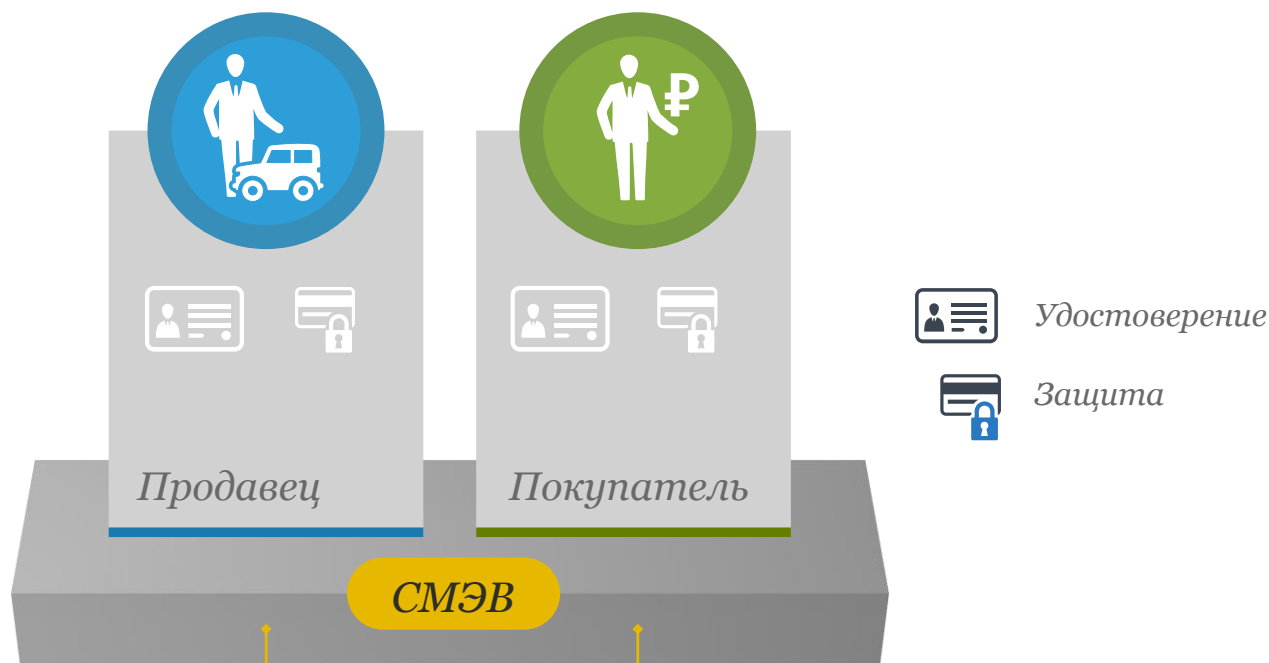 Удостоверение
Защита
Продавец
Покупатель
СМЭВ